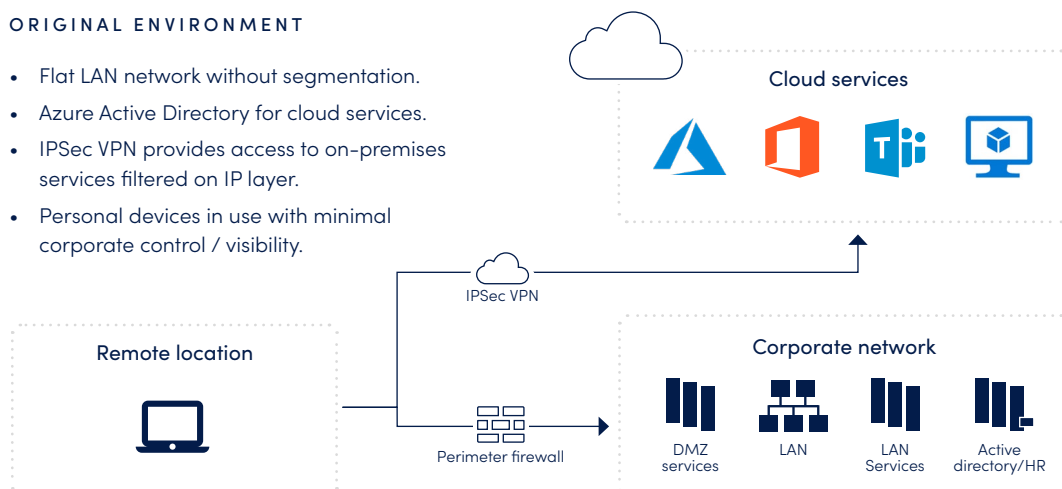 ORIGINAL ENVIRONMENT
• Flat LAN network without segmentation.
• Azure Active Directory for cloud services.
• IPSec VPN provides access to on-premises
services filtered on IP layer.
• Personal devices in use with minimal
corporate control / visibility.
Cloud services
T
IPSec VPN
Remote location
Perimeter firewall
Corporate network
DMZ
services
LAN
LAN
Services
Active
directory/HR